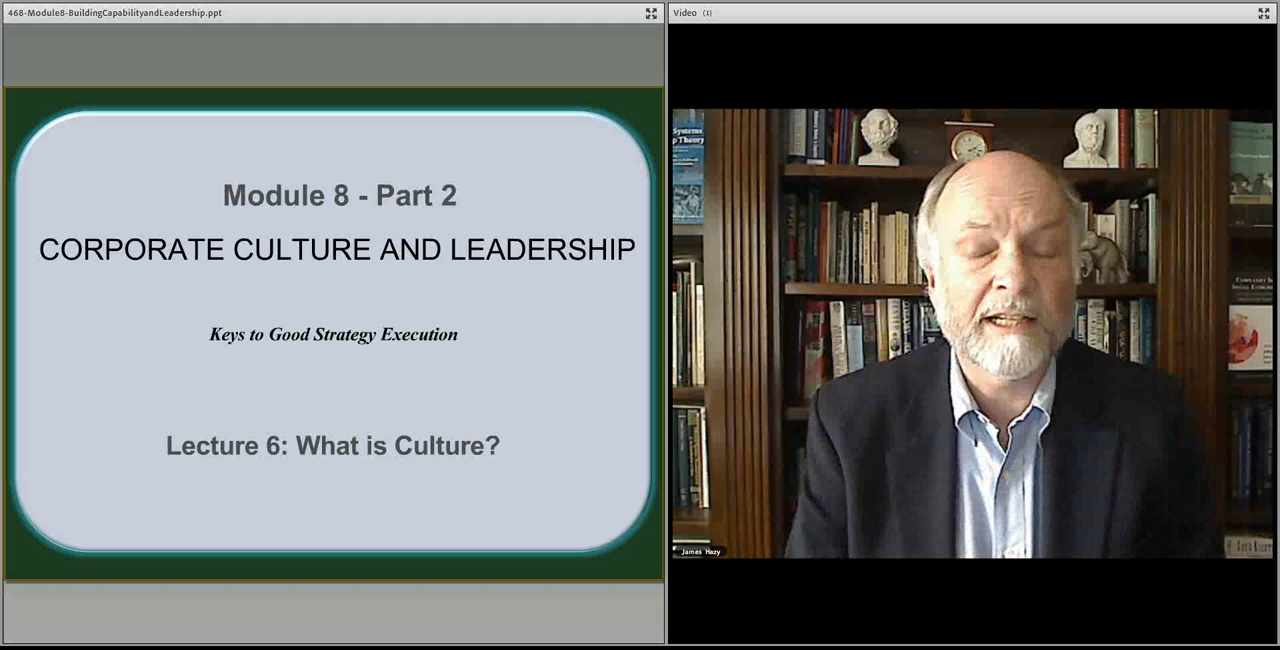 468-Module8-BuildingCapabilityandLeadership.ppt
Module 8 - Part 2
CORPORATE CULTURE AND LEADERSHIP
Keys to Good Strategy Execution
Lecture 6: What is Culture?
Video (1)
Systems
James Hazy